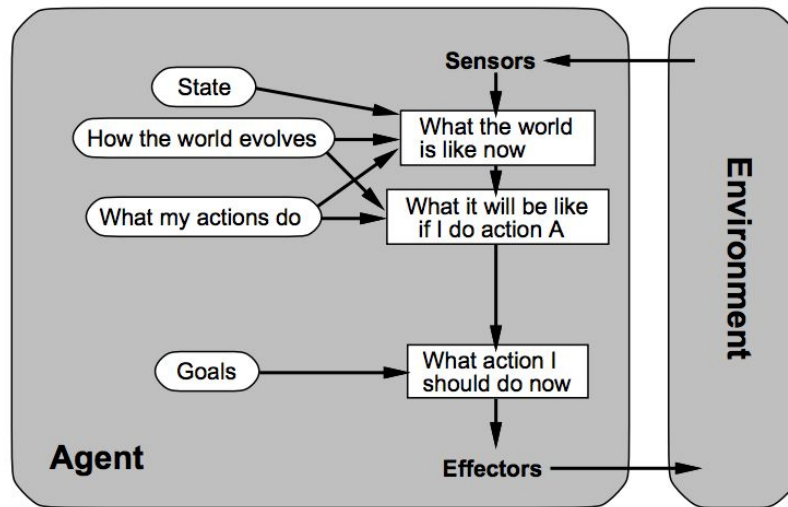 Sensors
State
What the world
is like now
How the world evolves
What my actions do
What it will be like
if I do action A
Environment
Goals
What action I
should do now
Agent
Effectors